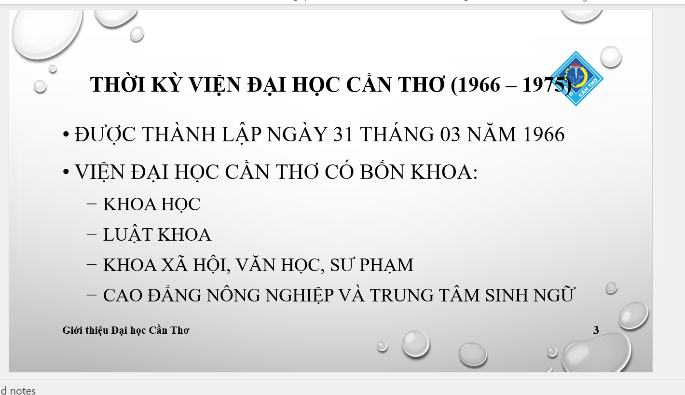 THỜI KỲ VIỆN ĐẠI HỌC CẦN THƠ (1966 – 1975)
CẦN THƠ
• ĐƯỢC THÀNH LẬP NGÀY 31 THÁNG 03 NĂM 1966
• VIỆN ĐẠI HỌC CẦN THƠ CÓ BỐN KHOA:
– KHOA HỌC
– LUẬT KHOA
– KHOA XÃ HỘI, VĂN HỌC, SƯ PHẠM
– CAO ĐẲNG NÔNG NGHIỆP VÀ TRUNG TÂM SINH NGỮ
Giới thiệu Đại học Cần Thơ
3
d notes